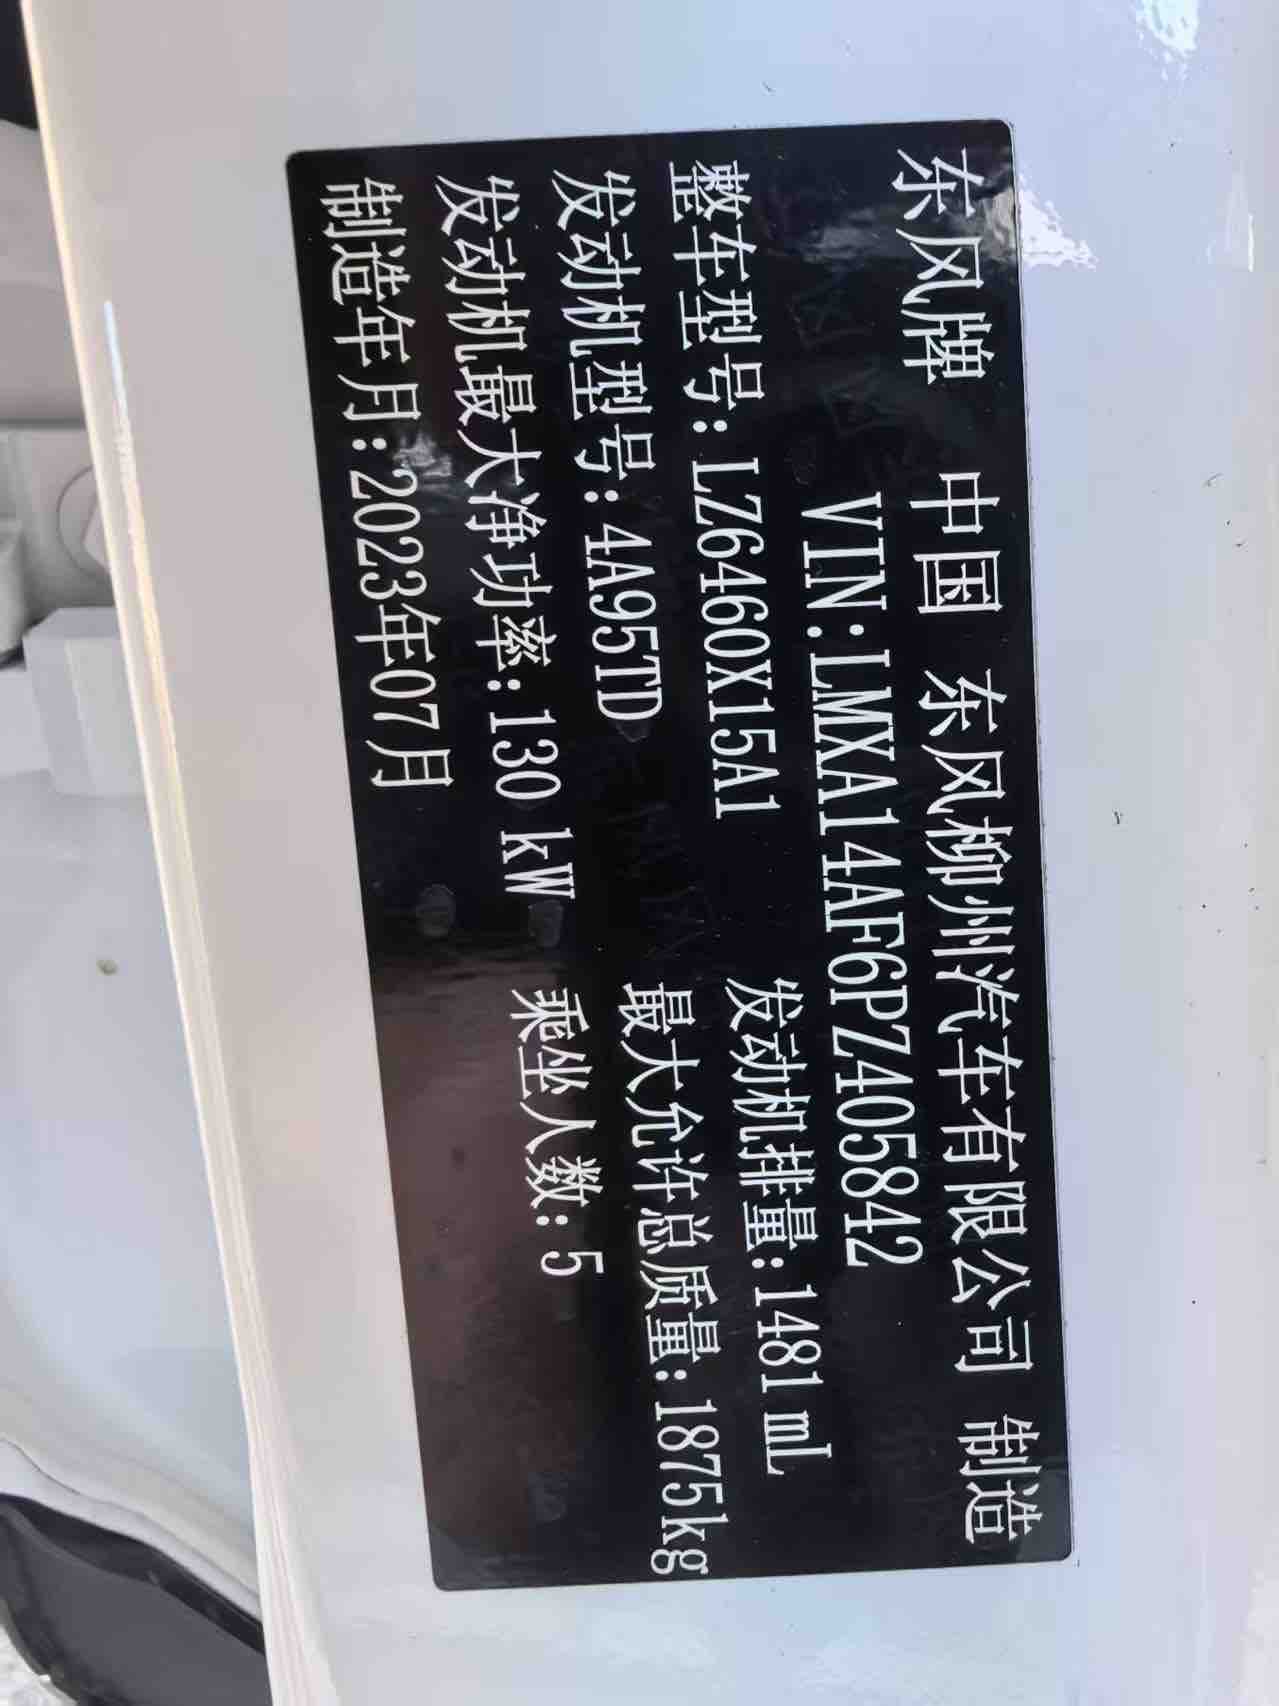 东风牌 中国 东风柳州汽车有限公司 制造
VIN:LMXA14AF6PZ405842
整车型号:LZ6460X15A1 发动机排量:1481 mL
发动机型号:4A95TD 最大允许总质量:1875kg
发动机最大净功率:130 kW 乘坐人数:5
制造年月:2023年07月